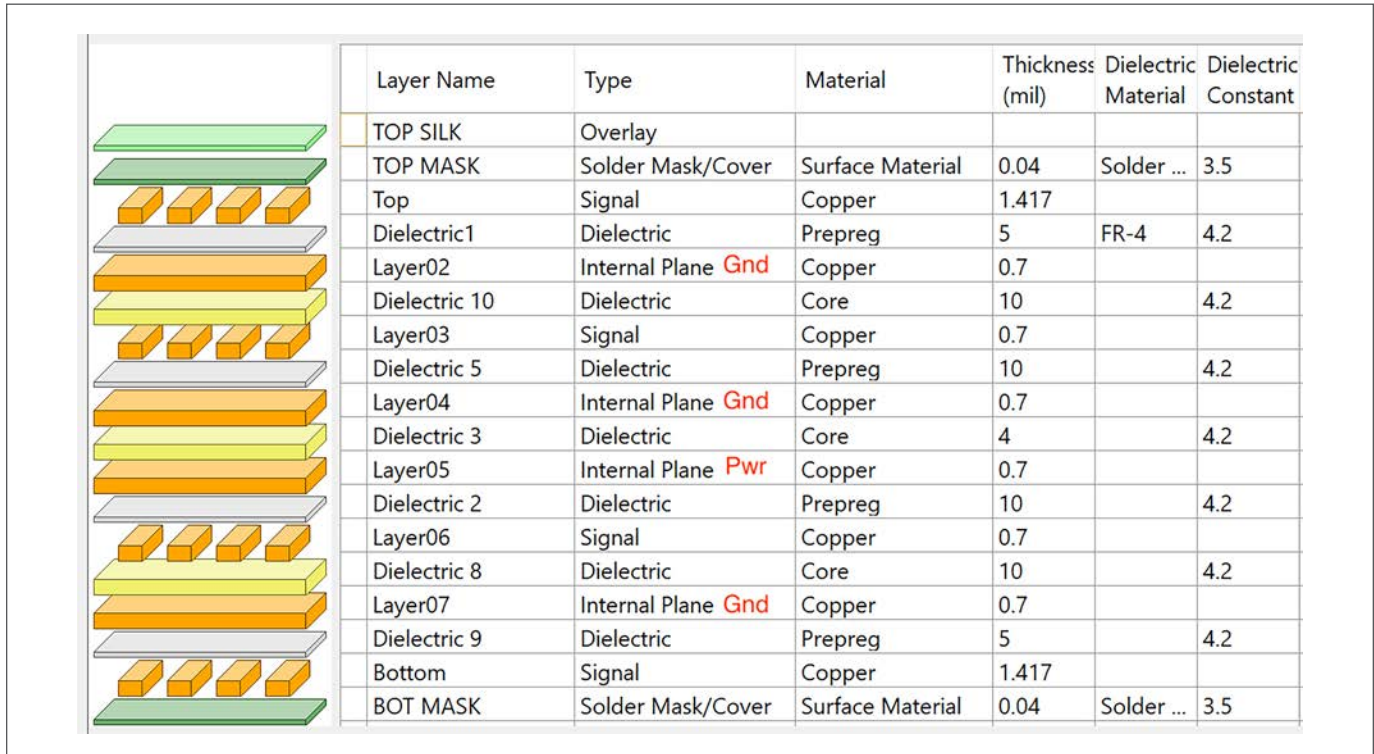 Layer Name Type Material Thickness (mil) Dielectric Material Dielectric Constant
TOP SILK Overlay
TOP MASK Solder Mask/Cover Surface Material 0.04 Solder ... 3.5
Top Signal Copper 1.417
Dielectric1 Dielectric Prepreg 5 FR-4 4.2
Layer02 Internal Plane Gnd Copper 0.7
Dielectric 10 Dielectric Core 10 4.2
Layer03 Signal Copper 0.7
Dielectric 5 Dielectric Prepreg 10 4.2
Layer04 Internal Plane Gnd Copper 0.7
Dielectric 3 Dielectric Core 4 4.2
Layer05 Internal Plane Pwr Copper 0.7
Dielectric 2 Dielectric Prepreg 10 4.2
Layer06 Signal Copper 0.7
Dielectric 8 Dielectric Core 10 4.2
Layer07 Internal Plane Gnd Copper 0.7
Dielectric 9 Dielectric Prepreg 5 4.2
Bottom Signal Copper 1.417
BOT MASK Solder Mask/Cover Surface Material 0.04 Solder ... 3.5